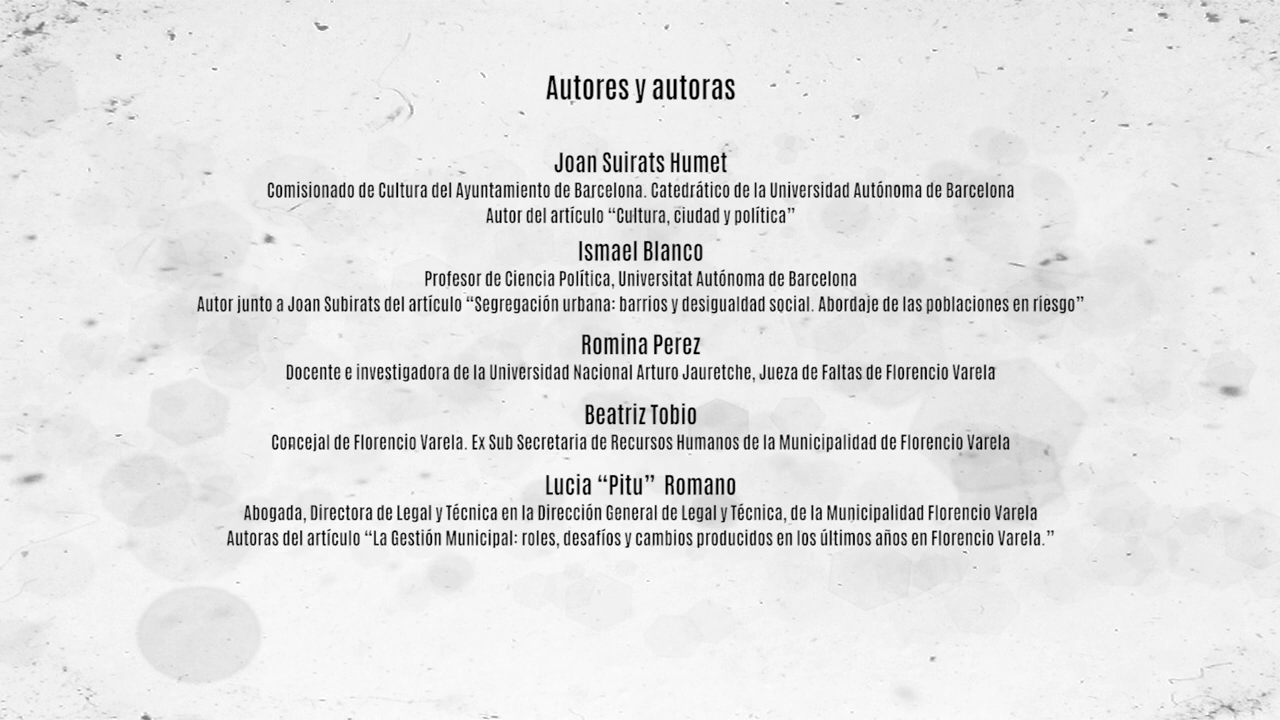 Autores y autoras
Joan Suirats Humet
Comisionado de Cultura del Ayuntamiento de Barcelona. Catedrático de la Universidad Autónoma de Barcelona
Autor del artículo “Cultura, ciudad y política”
Ismael Blanco
Profesor de Ciencia Política, Universitat Autónoma de Barcelona
Autor junto a Joan Subirats del artículo “Segregación urbana: barrios y desigualdad social. Abordaje de las poblaciones en riesgo”
Romina Perez
Docente e investigadora de la Universidad Nacional Arturo Jauretche, Jueza de Faltas de Florencio Varela
Beatriz Tobio
Concejal de Florencio Varela. Ex Sub Secretaria de Recursos Humanos de la Municipalidad de Florencio Varela
Lucia “Pitu” Romano
Abogada, Directora de Legal y Técnica en la Dirección General de Legal y Técnica, de la Municipalidad Florencio Varela
Autoras del artículo “La Gestión Municipal: roles, desafíos y cambios producidos en los últimos años en Florencio Varela.”